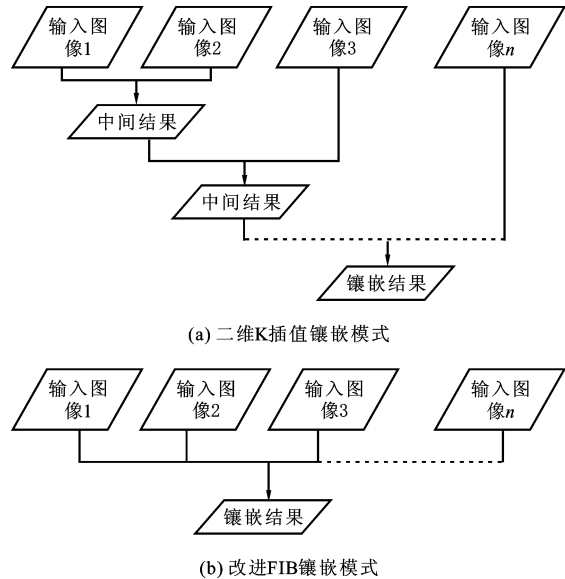 输入图 输入图 输入图 输入图
像1 像2 像3 像n
中间结果
中间结果
镶嵌结果
(a) 二维K插值镶嵌模式
输入图 输入图 输入图 输入图
像1 像2 像3 像n
镶嵌结果
(b) 改进FIB镶嵌模式